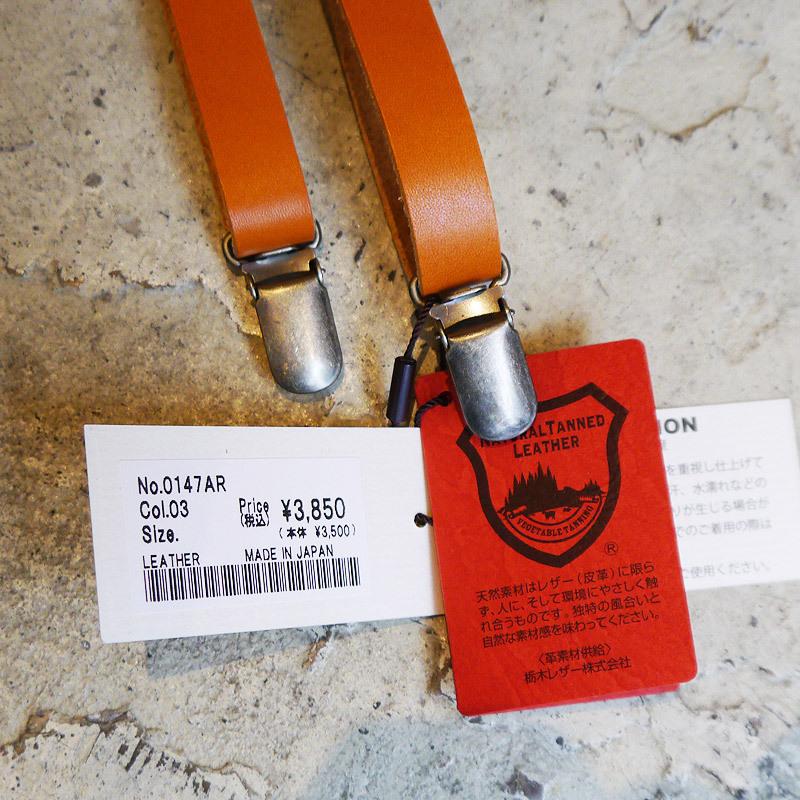 No.0147AR
Col.03
Size.
Price
(税込)
¥3,850
(本体 ¥3,500)
LEATHER MADE IN JAPAN
NATURALTANNED
LEATHER
VEGETABLE TANNING
®
天然素材はレザー(皮革)に限ら
ず、人に、そして環境にやさしく触
れ合うものです。独特の風合いと
自然な素材感を味わってください。
〈革素材供給〉
栃木レザー株式会社
ION
を重視し仕上げて
汗、水濡れなどの
りが生じる場合が
でのご着用の際は
ご使用ください。